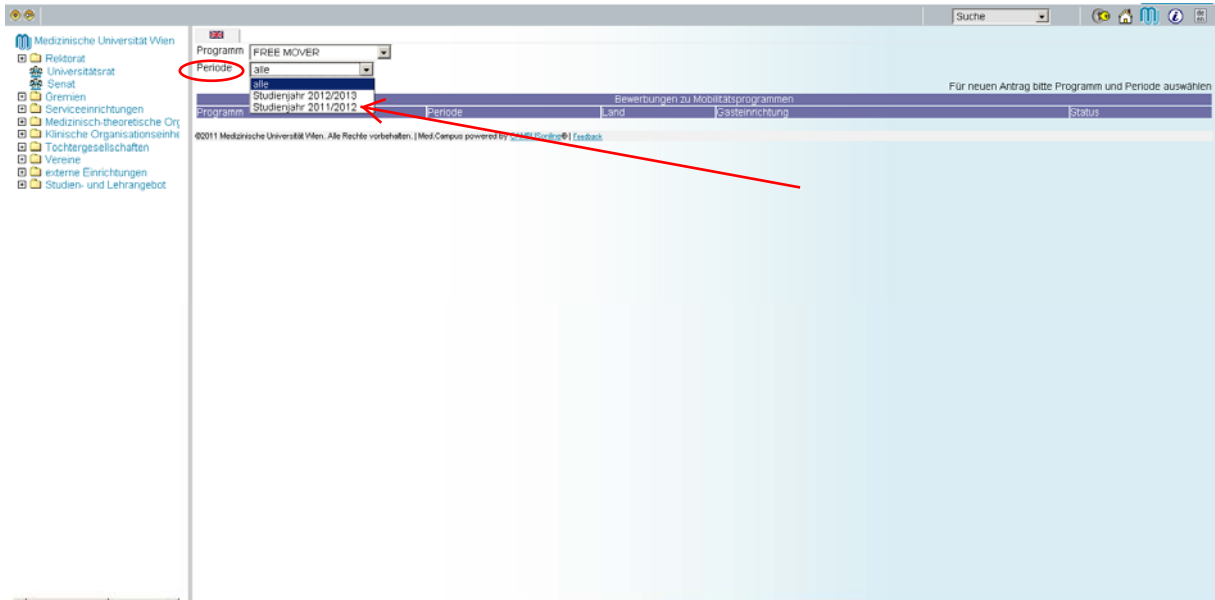 Suche
Medizinische Universität Wien
Rektorat
Universitätsrat
Senat
Gremien
Serviceeinrichtungen
Medizinisch-theoretische Org
Klinische Organisationseinhe
Tochtergesellschaften
Vereine
externe Einrichtungen
Studien- und Lehrangebot
Programm FREE MOVER
Periode alle
alle
Studienjahr 2012/2013
Studienjahr 2011/2012
Für neuen Antrag bitte Programm und Periode auswählen
Bewerbungen zu Mobilitätsprogrammen
Programm Periode Land Gasteinrichtung Status
©2011 Medizinische Universität Wien. Alle Rechte vorbehalten. | Med.Campus powered by CAMPUSonline® | Feedback